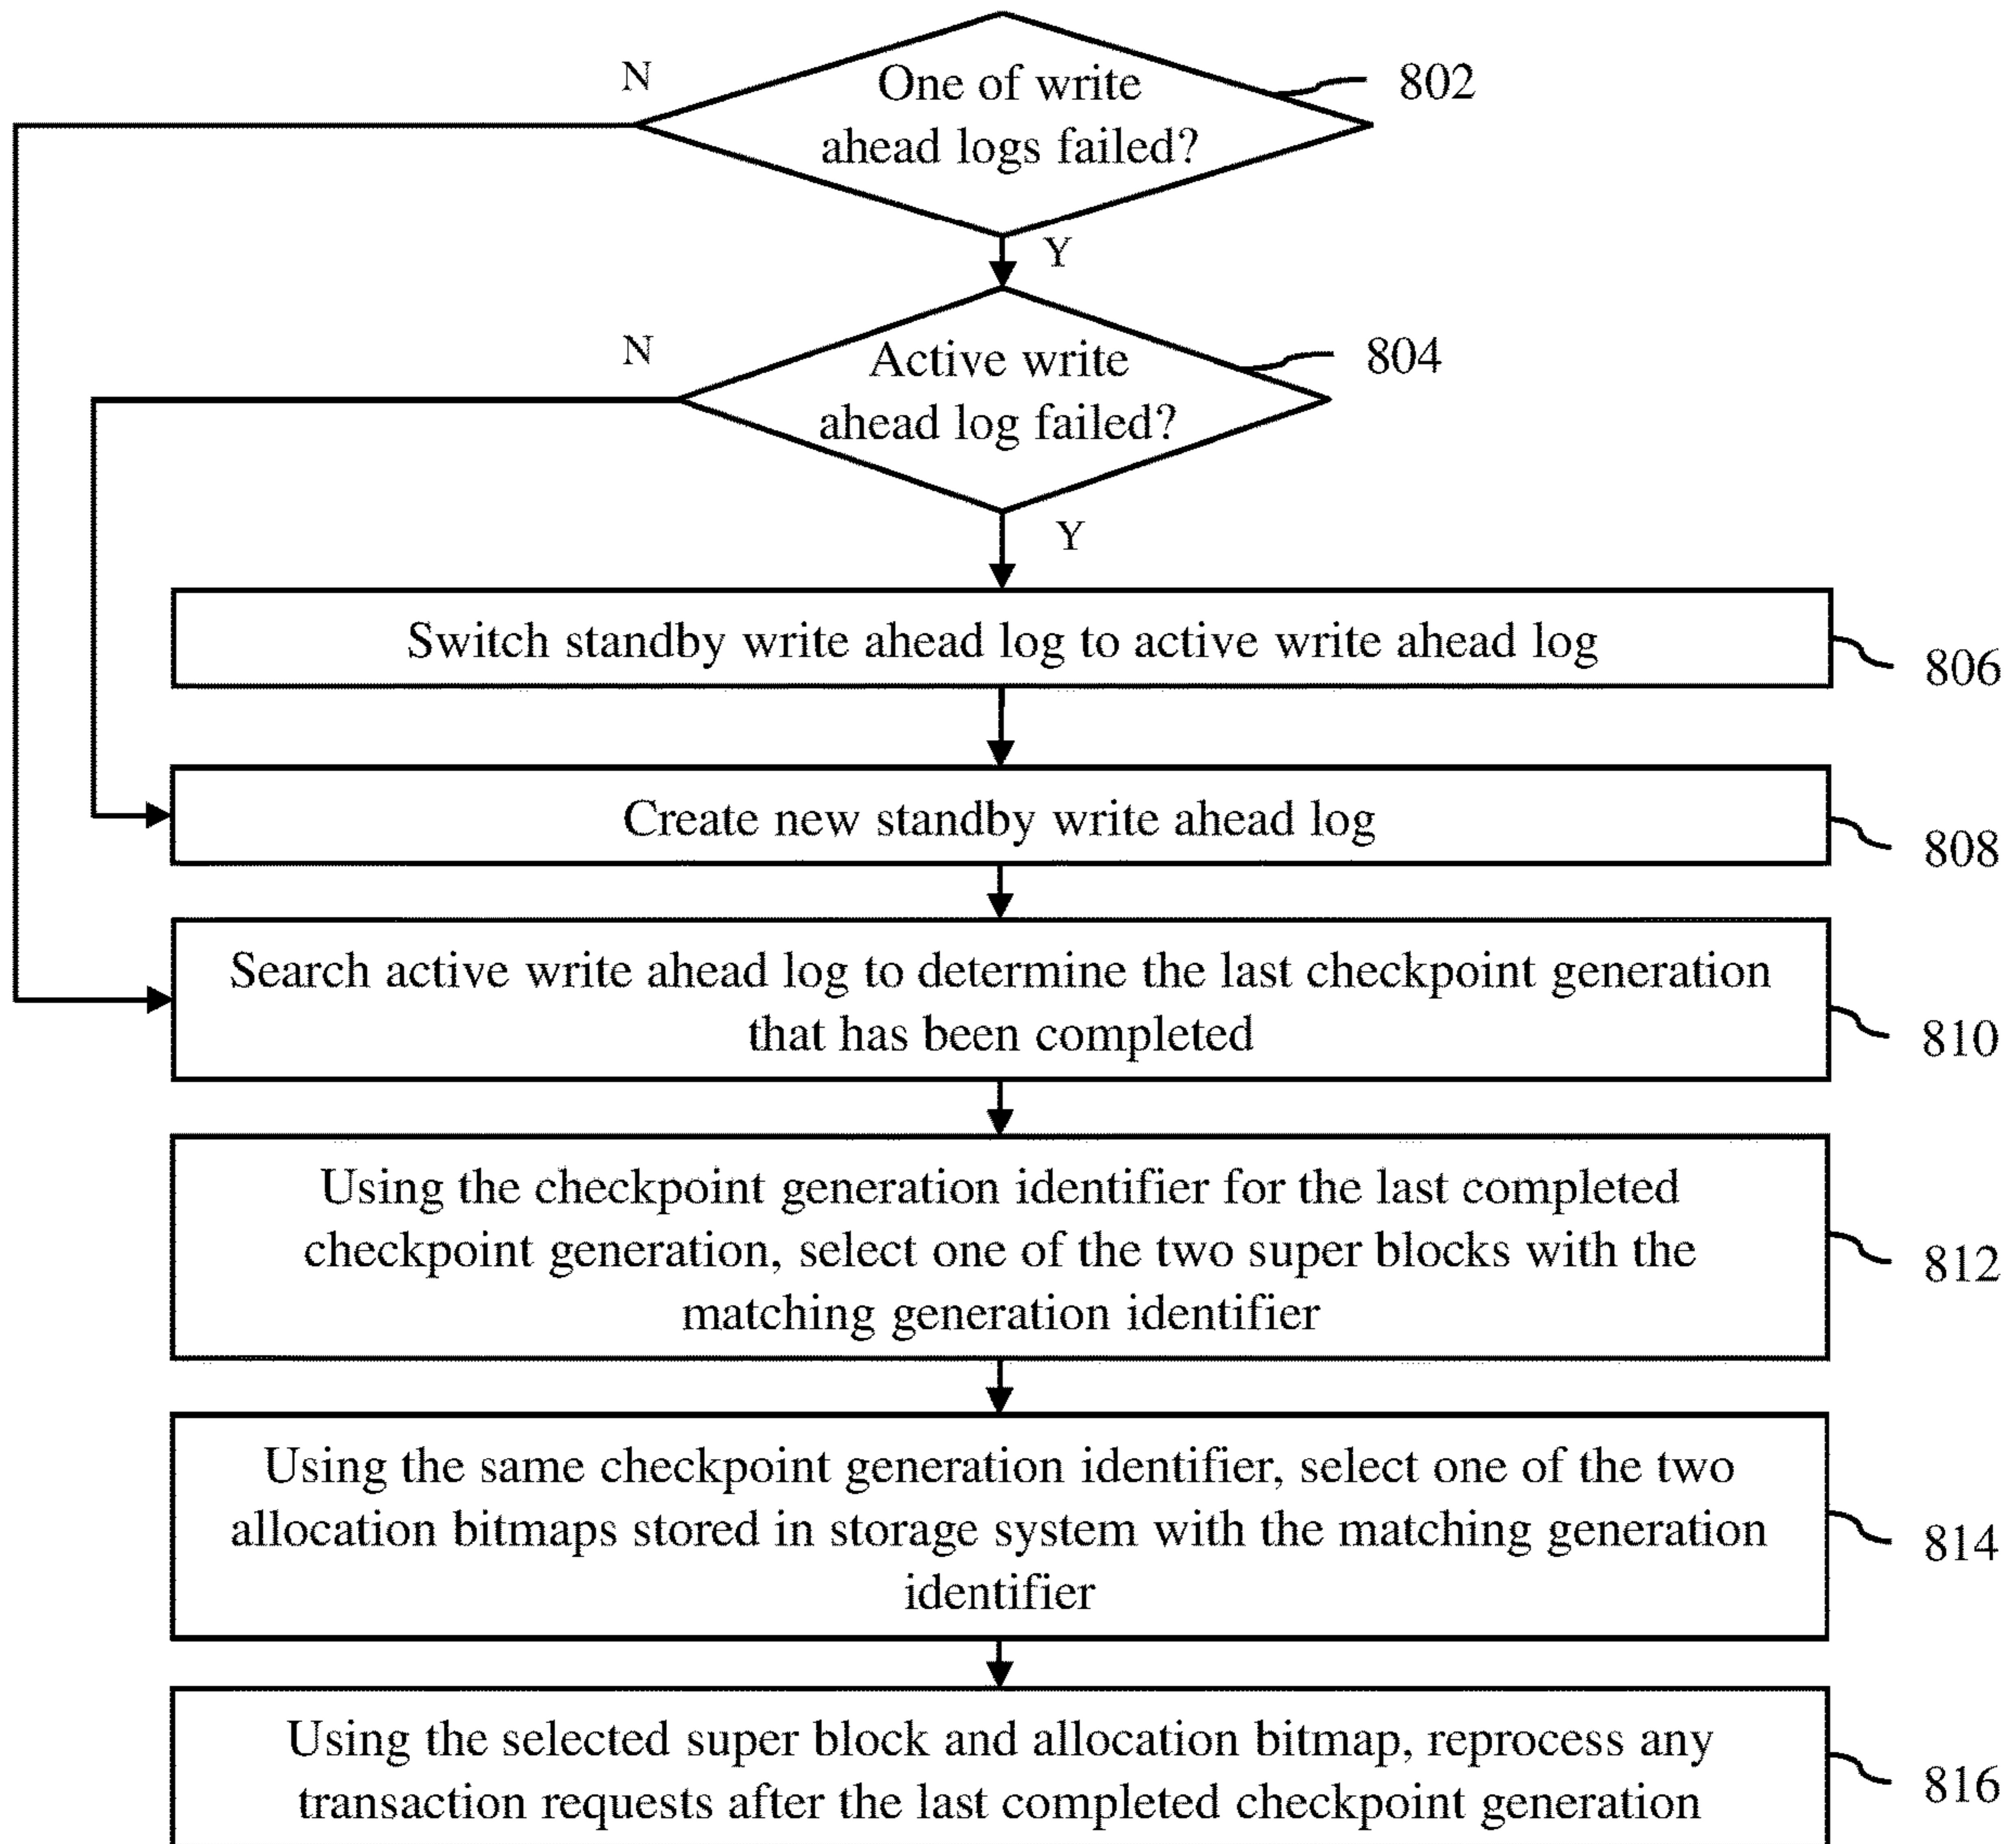 N
One of write
ahead logs failed?
802
Y
N
Active write
ahead log failed?
804
Y
Switch standby write ahead log to active write ahead log
806
Create new standby write ahead log
808
Search active write ahead log to determine the last checkpoint generation
that has been completed
810
Using the checkpoint generation identifier for the last completed
checkpoint generation, select one of the two super blocks with the
matching generation identifier
812
Using the same checkpoint generation identifier, select one of the two
allocation bitmaps stored in storage system with the matching generation
identifier
814
Using the selected super block and allocation bitmap, reprocess any
transaction requests after the last completed checkpoint generation
816